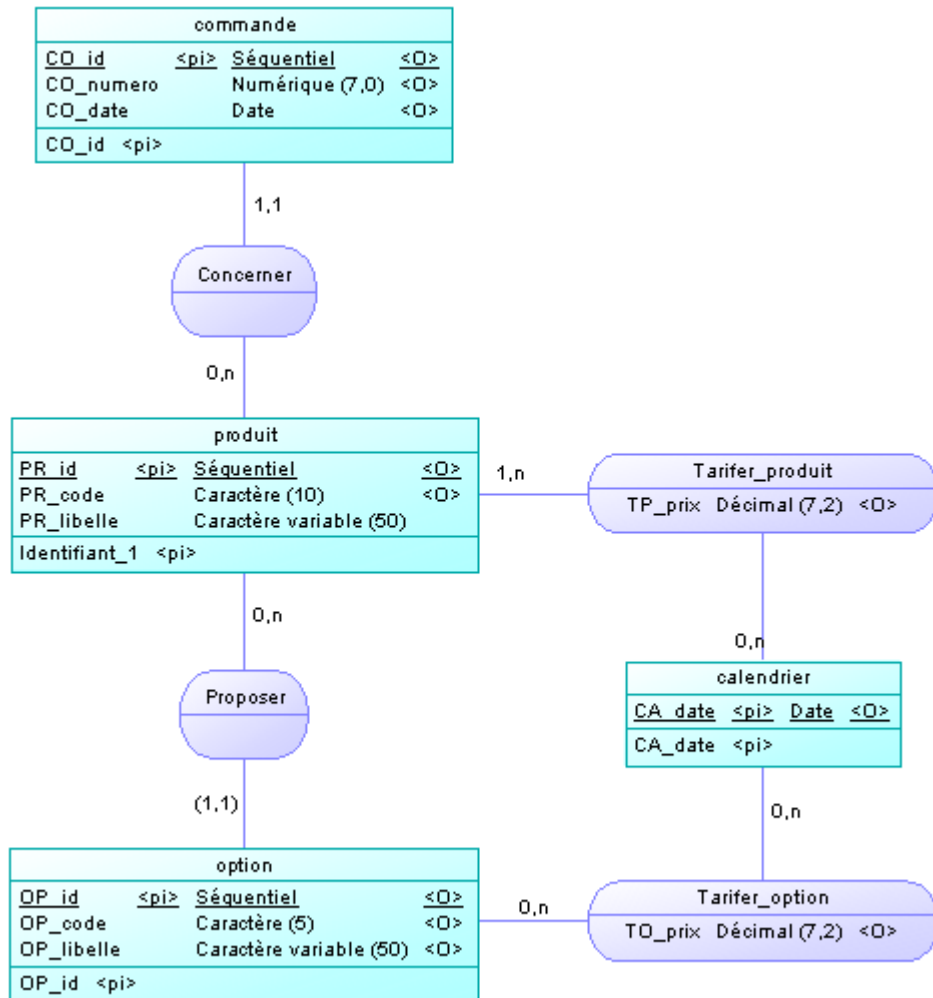 commande
CO_id <pi> Séquentiel <O>
CO_numero Numérique (7,0) <O>
CO_date Date <O>
CO_id <pi>
1,1
Concerner
0,n
produit
PR_id <pi> Séquentiel <O>
PR_code Caractère (10) <O>
PR_libelle Caractère variable (50)
Identifiant_1 <pi>
1,n
Tarifer_produit
TP_prix Décimal (7,2) <O>
0,n
0,n
calendrier
CA_date <pi> Date <O>
CA_date <pi>
Proposer
(1,1)
0,n
option
OP_id <pi> Séquentiel <O>
OP_code Caractère (5) <O>
OP_libelle Caractère variable (50) <O>
OP_id <pi>
0,n
Tarifer_option
TO_prix Décimal (7,2) <O>